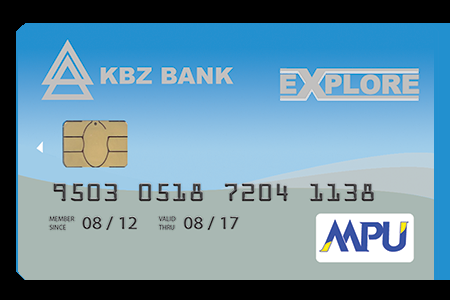 KBZ BANK
EXPLORE
9503 0518 7204 1138
MEMBER SINCE 08 / 12 VALID THRU 08 / 17
MPU